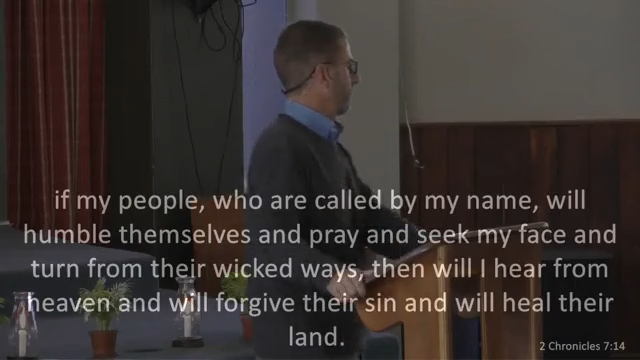 if my people, who are called by my name, will
humble themselves and pray and seek my face and
turn from their wicked ways, then will I hear from
heaven and will forgive their sin and will heal their
land.
2 Chronicles 7:14